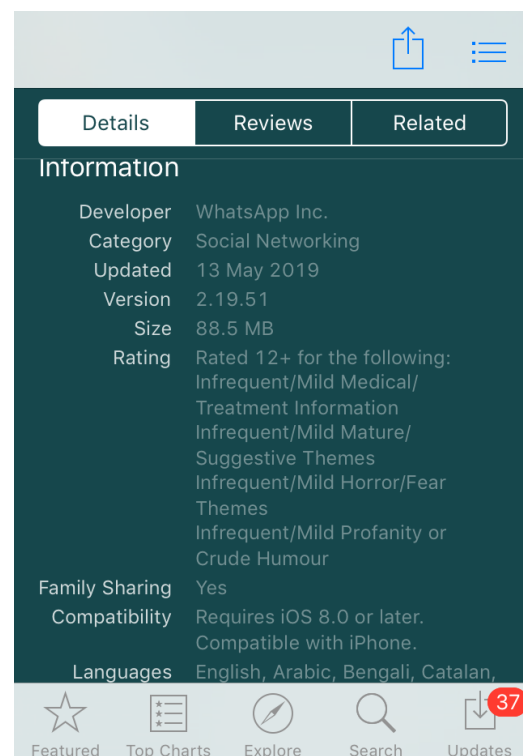 Details Reviews Related
Information
Developer WhatsApp Inc.
Category Social Networking
Updated 13 May 2019
Version 2.19.51
Size 88.5 MB
Rating Rated 12+ for the following:
Infrequent/Mild Medical/
Treatment Information
Infrequent/Mild Mature/
Suggestive Themes
Infrequent/Mild Horror/Fear
Themes
Infrequent/Mild Profanity or
Crude Humour
Family Sharing Yes
Compatibility Requires iOS 8.0 or later.
Compatible with iPhone.
Languages English, Arabic, Bengali, Catalan,
37
Featured Top Charts Explore Search Updates